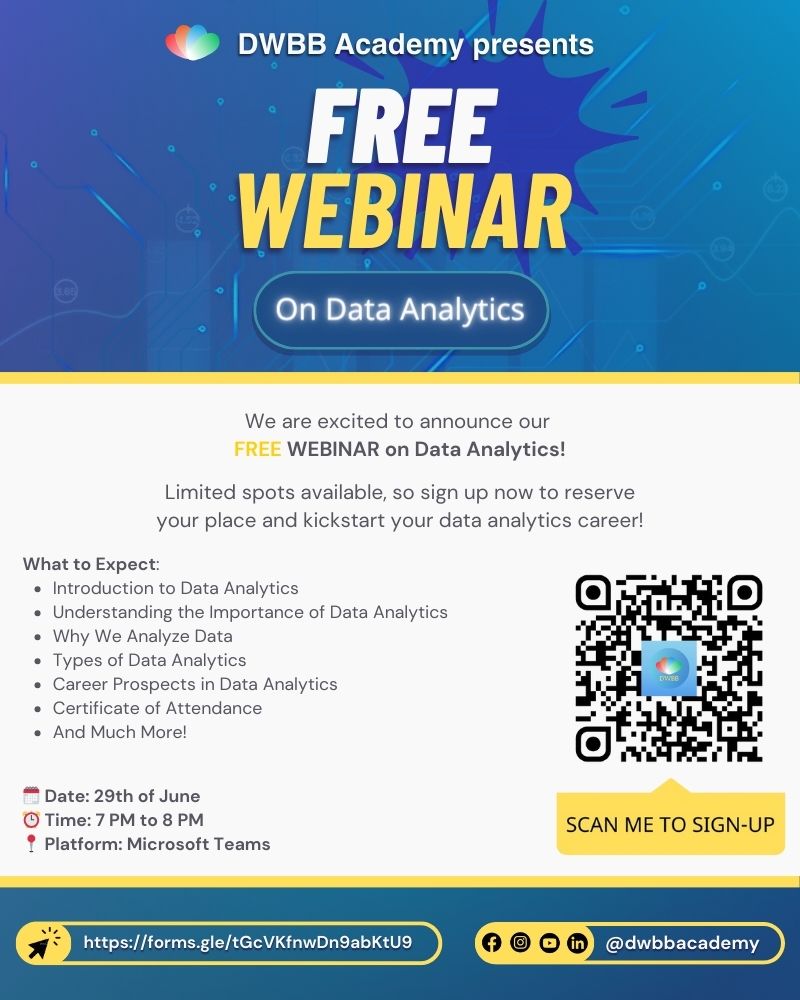 DWBB Academy presents
FREE
WEBINAR
On Data Analytics
We are excited to announce our
FREE WEBINAR on Data Analytics!
Limited spots available, so sign up now to reserve
your place and kickstart your data analytics career!
What to Expect:
• Introduction to Data Analytics
• Understanding the Importance of Data Analytics
• Why We Analyze Data
• Types of Data Analytics
• Career Prospects in Data Analytics
• Certificate of Attendance
• And Much More!
DWBB
Date: 29th of June
Time: 7 PM to 8 PM
Platform: Microsoft Teams
SCAN ME TO SIGN-UP
https://forms.gle/tGcVKfnwDn9abKtU9
@dwbbacademy